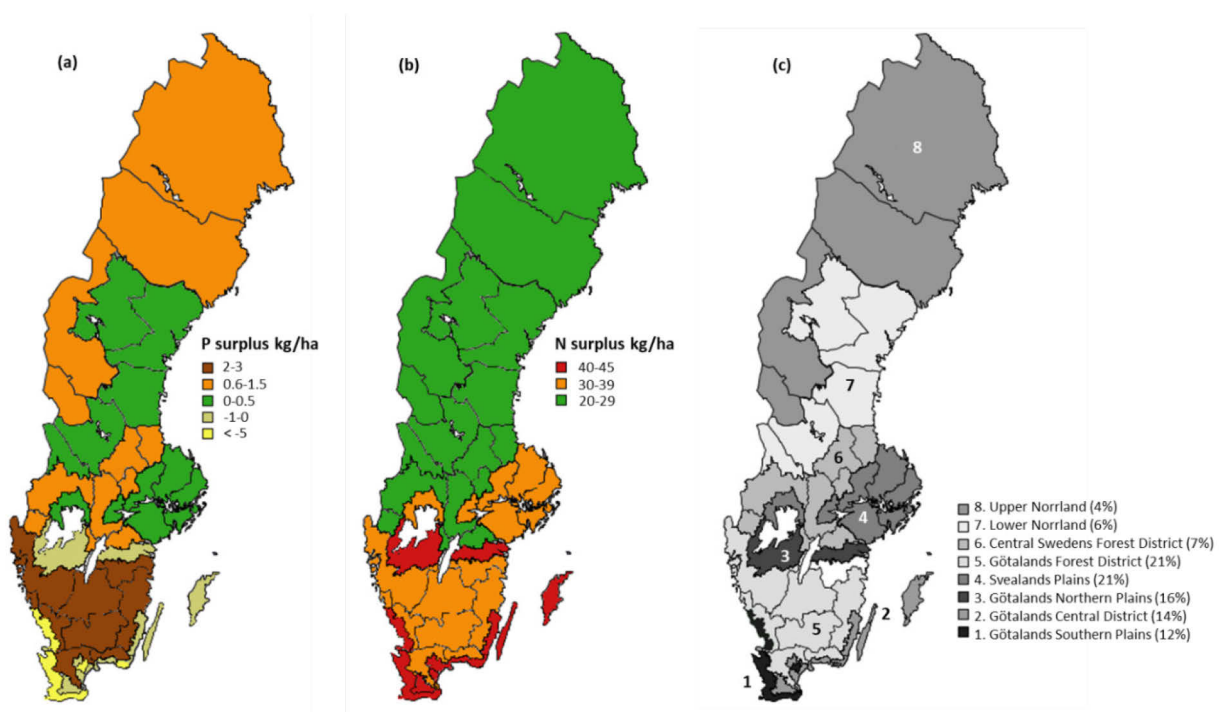 (a)
P surplus kg/ha
2-3
0.6-1.5
0-0.5
-1-0
< -5
(b)
N surplus kg/ha
40-45
30-39
20-29
(c)
8
7
6
4
3
2
5
1
8. Upper Norrland (4%)
7. Lower Norrland (6%)
6. Central Swedens Forest District (7%)
5. Götalands Forest District (21%)
4. Svealands Plains (21%)
3. Götalands Northern Plains (16%)
2. Götalands Central District (14%)
1. Götalands Southern Plains (12%)